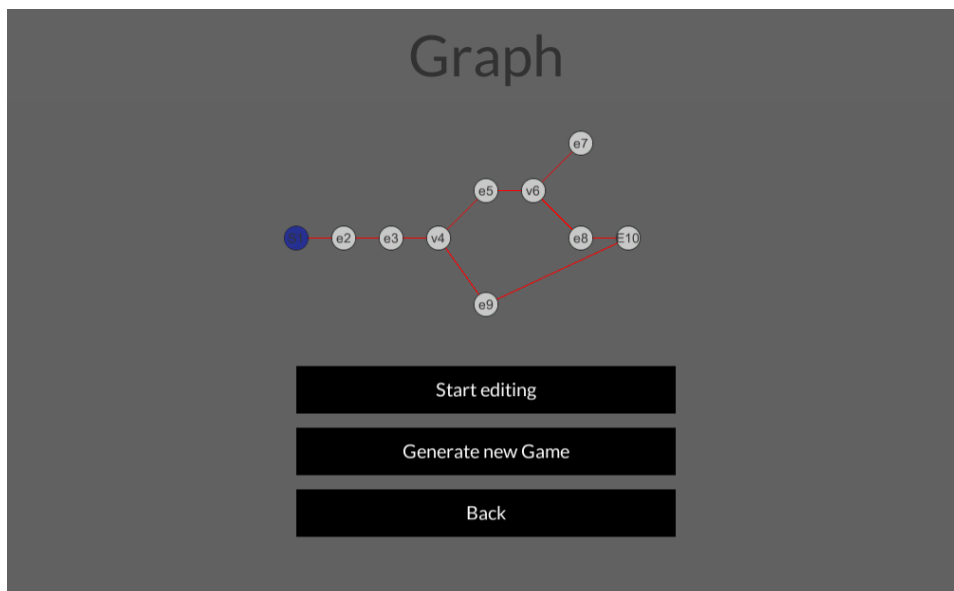 Graph
e7
e5
v6
e2
e3
v4
e8
E10
e9
Start editing
Generate new Game
Back